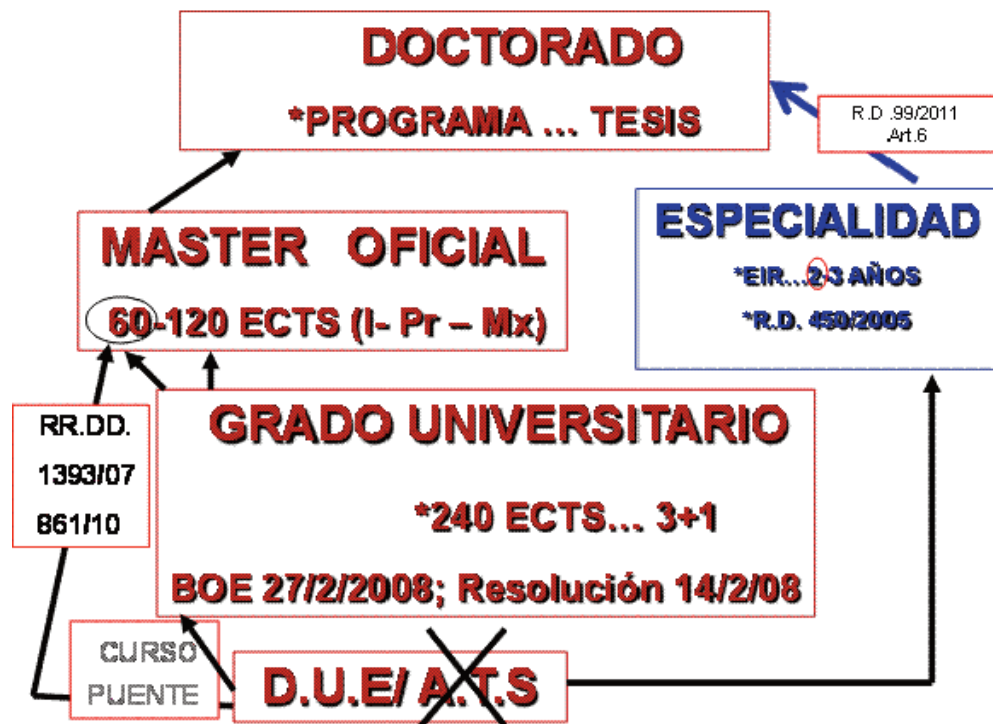 DOCTORADO
*PROGRAMA ... TESIS
R.D .99/2011
.Art.6
MASTER OFICIAL
60-120 ECTS (I- Pr – Mx)
ESPECIALIDAD
*EIR...2-3 AÑOS
*R.D. 450/2005
RR.DD.
1393/07
861/10
GRADO UNIVERSITARIO
*240 ECTS... 3+1
BOE 27/2/2008; Resolución 14/2/08
CURSO
PUENTE
D.U.E/ A.T.S